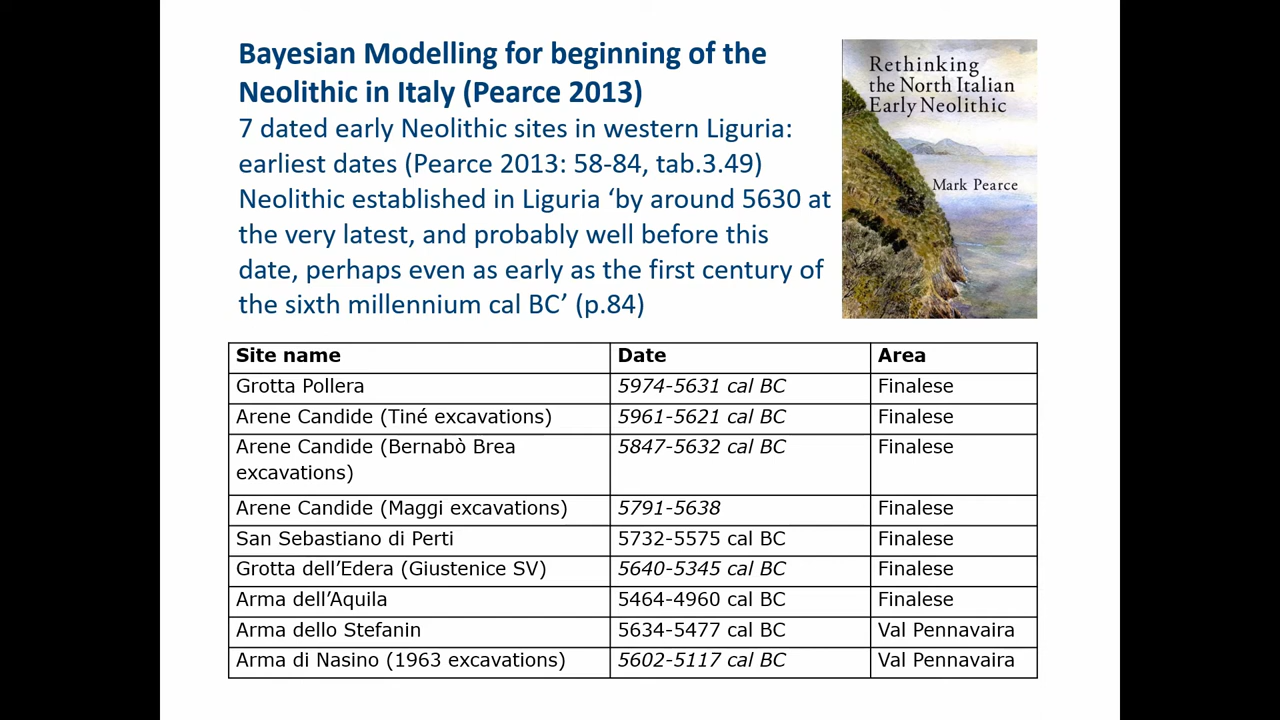 Bayesian Modelling for beginning of the
Neolithic in Italy (Pearce 2013)
7 dated early Neolithic sites in western Liguria:
earliest dates (Pearce 2013: 58-84, tab.3.49)
Neolithic established in Liguria ‘by around 5630 at
the very latest, and probably well before this
date, perhaps even as early as the first century of
the sixth millennium cal BC’ (p.84)
Rethinking
the North Italian
Early Neolithic
Mark Pearce
Site name Date Area
Grotta Pollera 5974-5631 cal BC Finalese
Arene Candide (Tiné excavations) 5961-5621 cal BC Finalese
Arene Candide (Bernabò Brea 5847-5632 cal BC Finalese
excavations)
Arene Candide (Maggi excavations) 5791-5638 Finalese
San Sebastiano di Perti 5732-5575 cal BC Finalese
Grotta dell’Edera (Giustenice SV) 5640-5345 cal BC Finalese
Arma dell’Aquila 5464-4960 cal BC Finalese
Arma dello Stefanin 5634-5477 cal BC Val Pennavaira
Arma di Nasino (1963 excavations) 5602-5117 cal BC Val Pennavaira